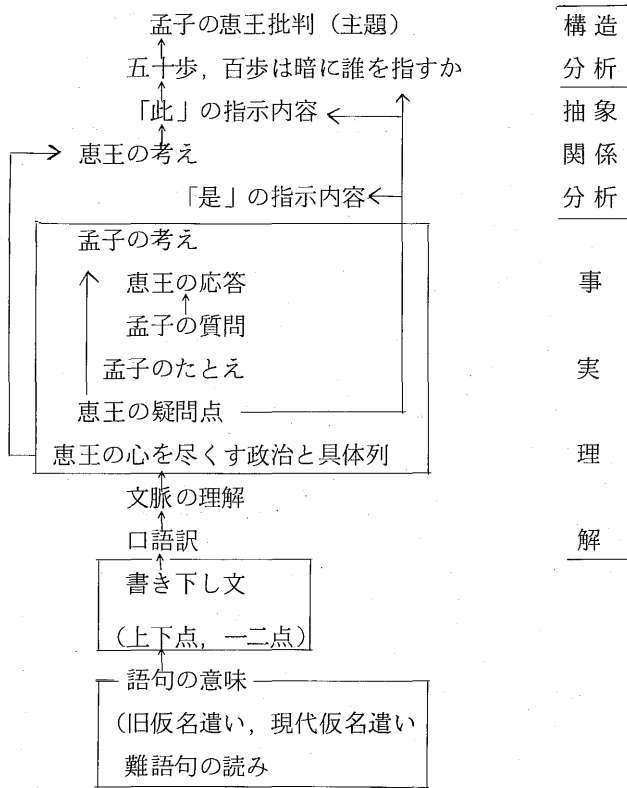 孟子の恵王批判(主題)
構造
五十歩,百歩は暗に誰を指すか
分析
「此」の指示内容
抽象
恵王の考え
関係
「是」の指示内容
分析
孟子の考え
恵王の応答
事
孟子の質問
孟子のたとえ
実
恵王の疑問点
恵王の心を尽くす政治と具体列
理
文脈の理解
口語訳
解
書き下し文
(上下点,一二点)
語句の意味
(旧仮名遣い,現代仮名遣い
難語句の読み